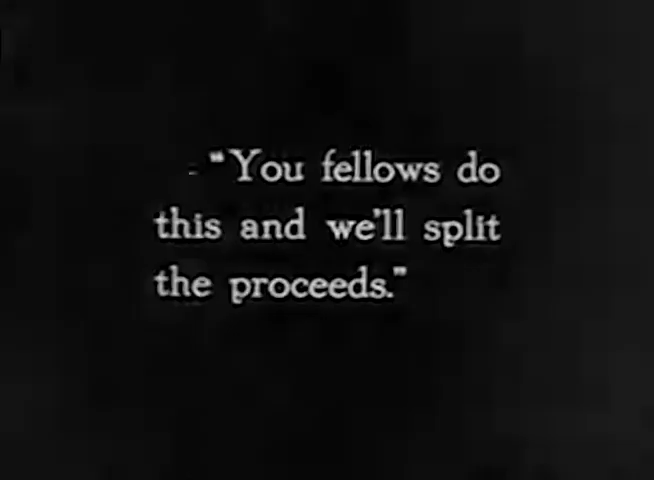 "You fellows do
this and we'll split
the proceeds."